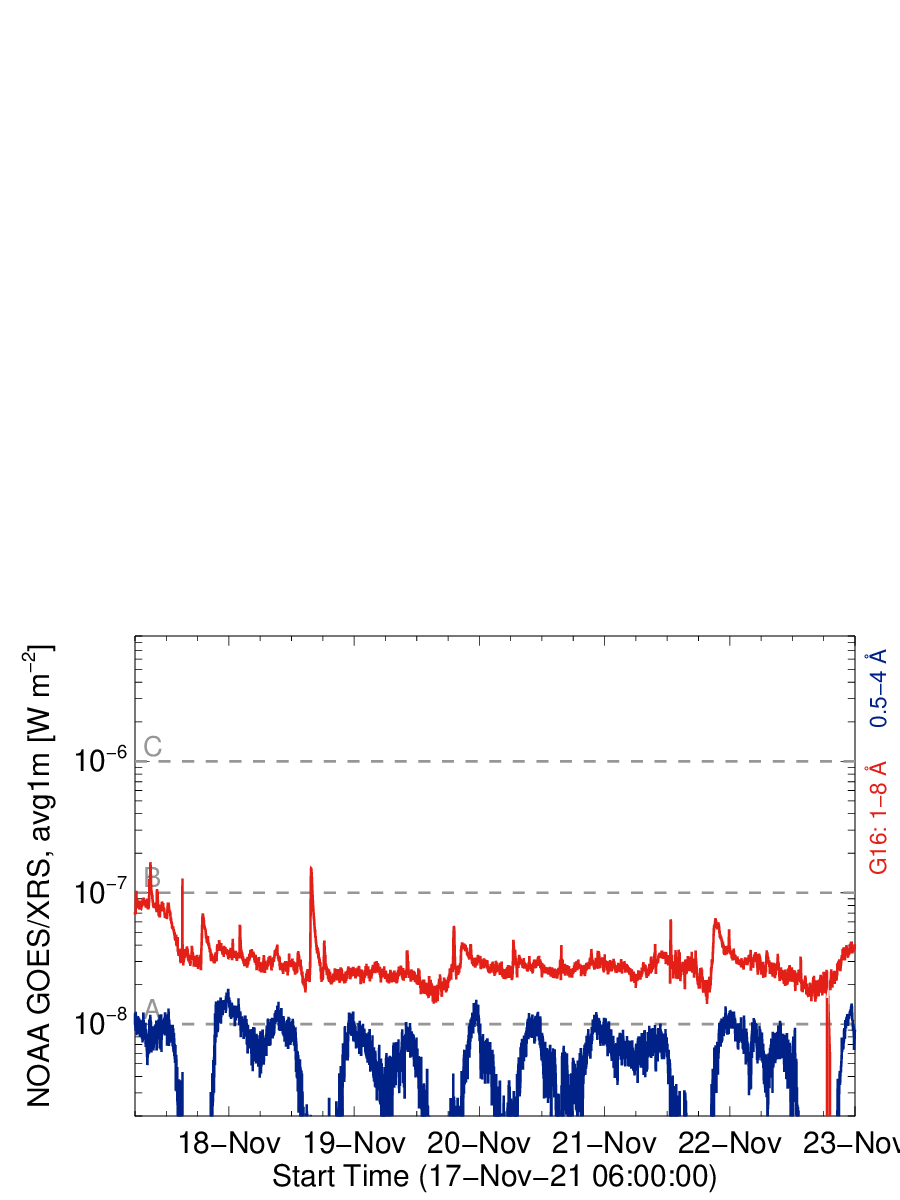 NOAA GOES/XRS, avg1m [W m⁻²]
10⁻⁶
10⁻⁷
10⁻⁸
C
B
A
0.5−4 Å
G16: 1−8 Å
18−Nov 19−Nov 20−Nov 21−Nov 22−Nov 23−Nov
Start Time (17−Nov−21 06:00:00)